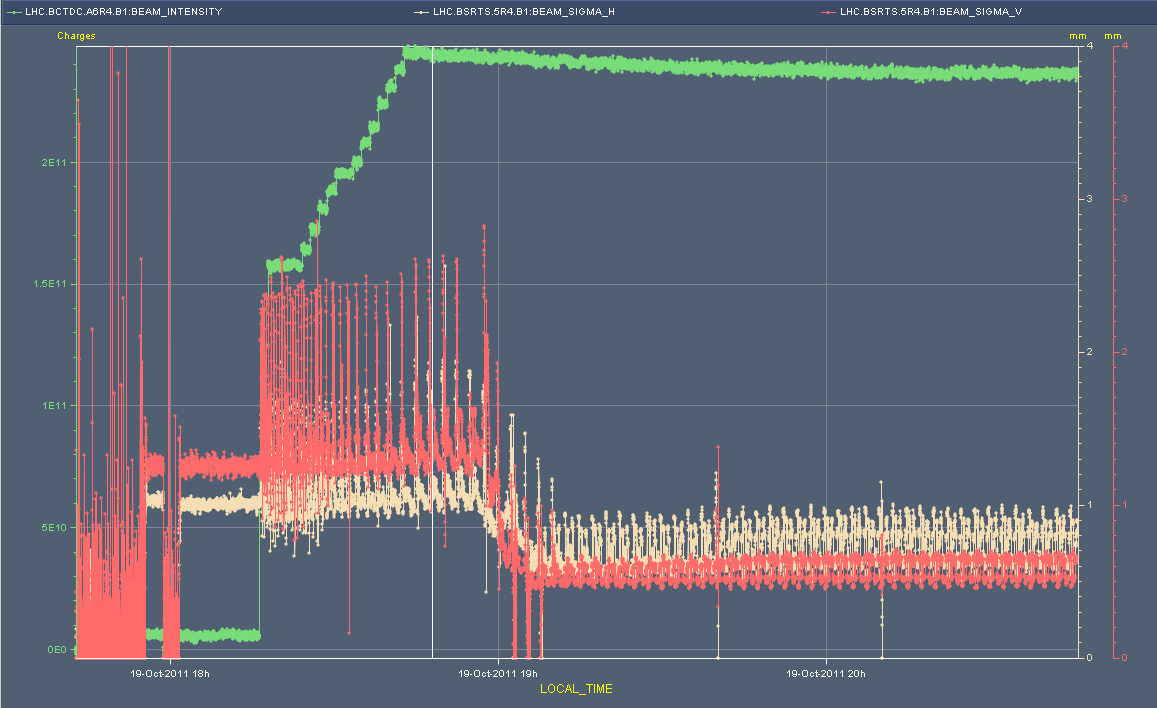 LHC.BCTDC.A6R4.B1:BEAM_INTENSITY LHC.BSRTS.5R4.B1:BEAM_SIGMA_H LHC.BSRTS.5R4.B1:BEAM_SIGMA_V
Charges mm mm
4 4
2E11
3 3
1.5E11
2 2
1E11
1 1
5E10
0E0
0 0
19-Oct-2011 18h 19-Oct-2011 19h 19-Oct-2011 20h
LOCAL_TIME